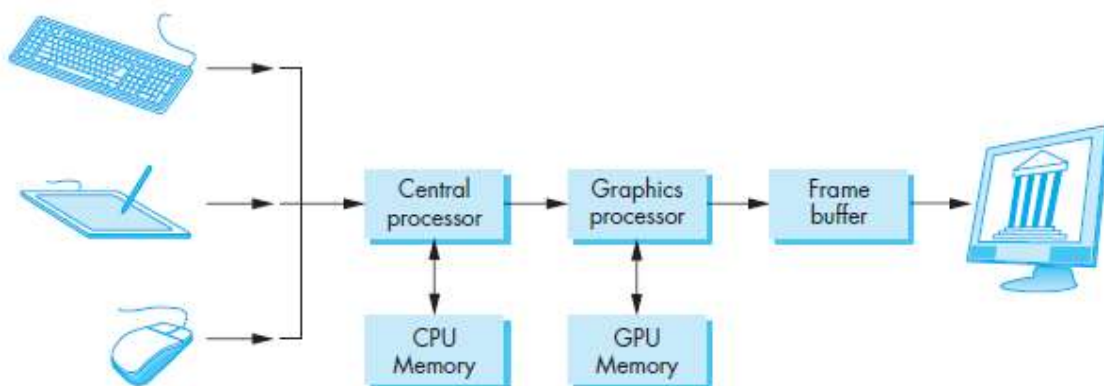 Central
processor
Graphics
processor
Frame
buffer
CPU
Memory
GPU
Memory